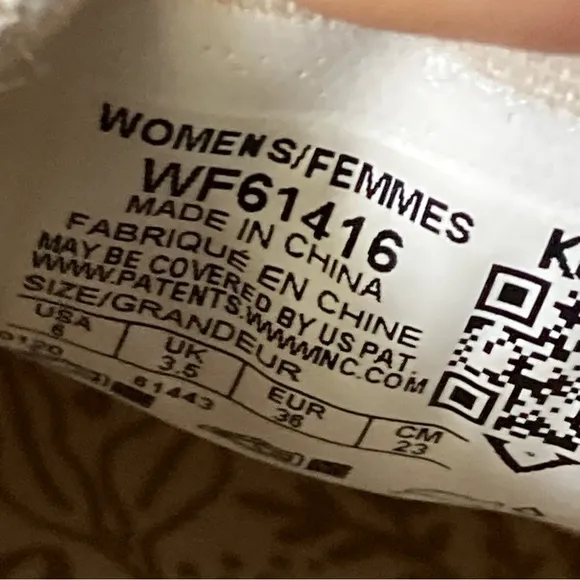 WOMENS/FEMMES
WF61416
MADE IN CHINA
FABRIQUÉ EN CHINE
MAY BE COVERED BY US PAT.
WWW.PATENTS.WWWINC.COM
SIZE/GRANDEUR
USA UK EUR CM
6 3.5 36 23
0120 61443